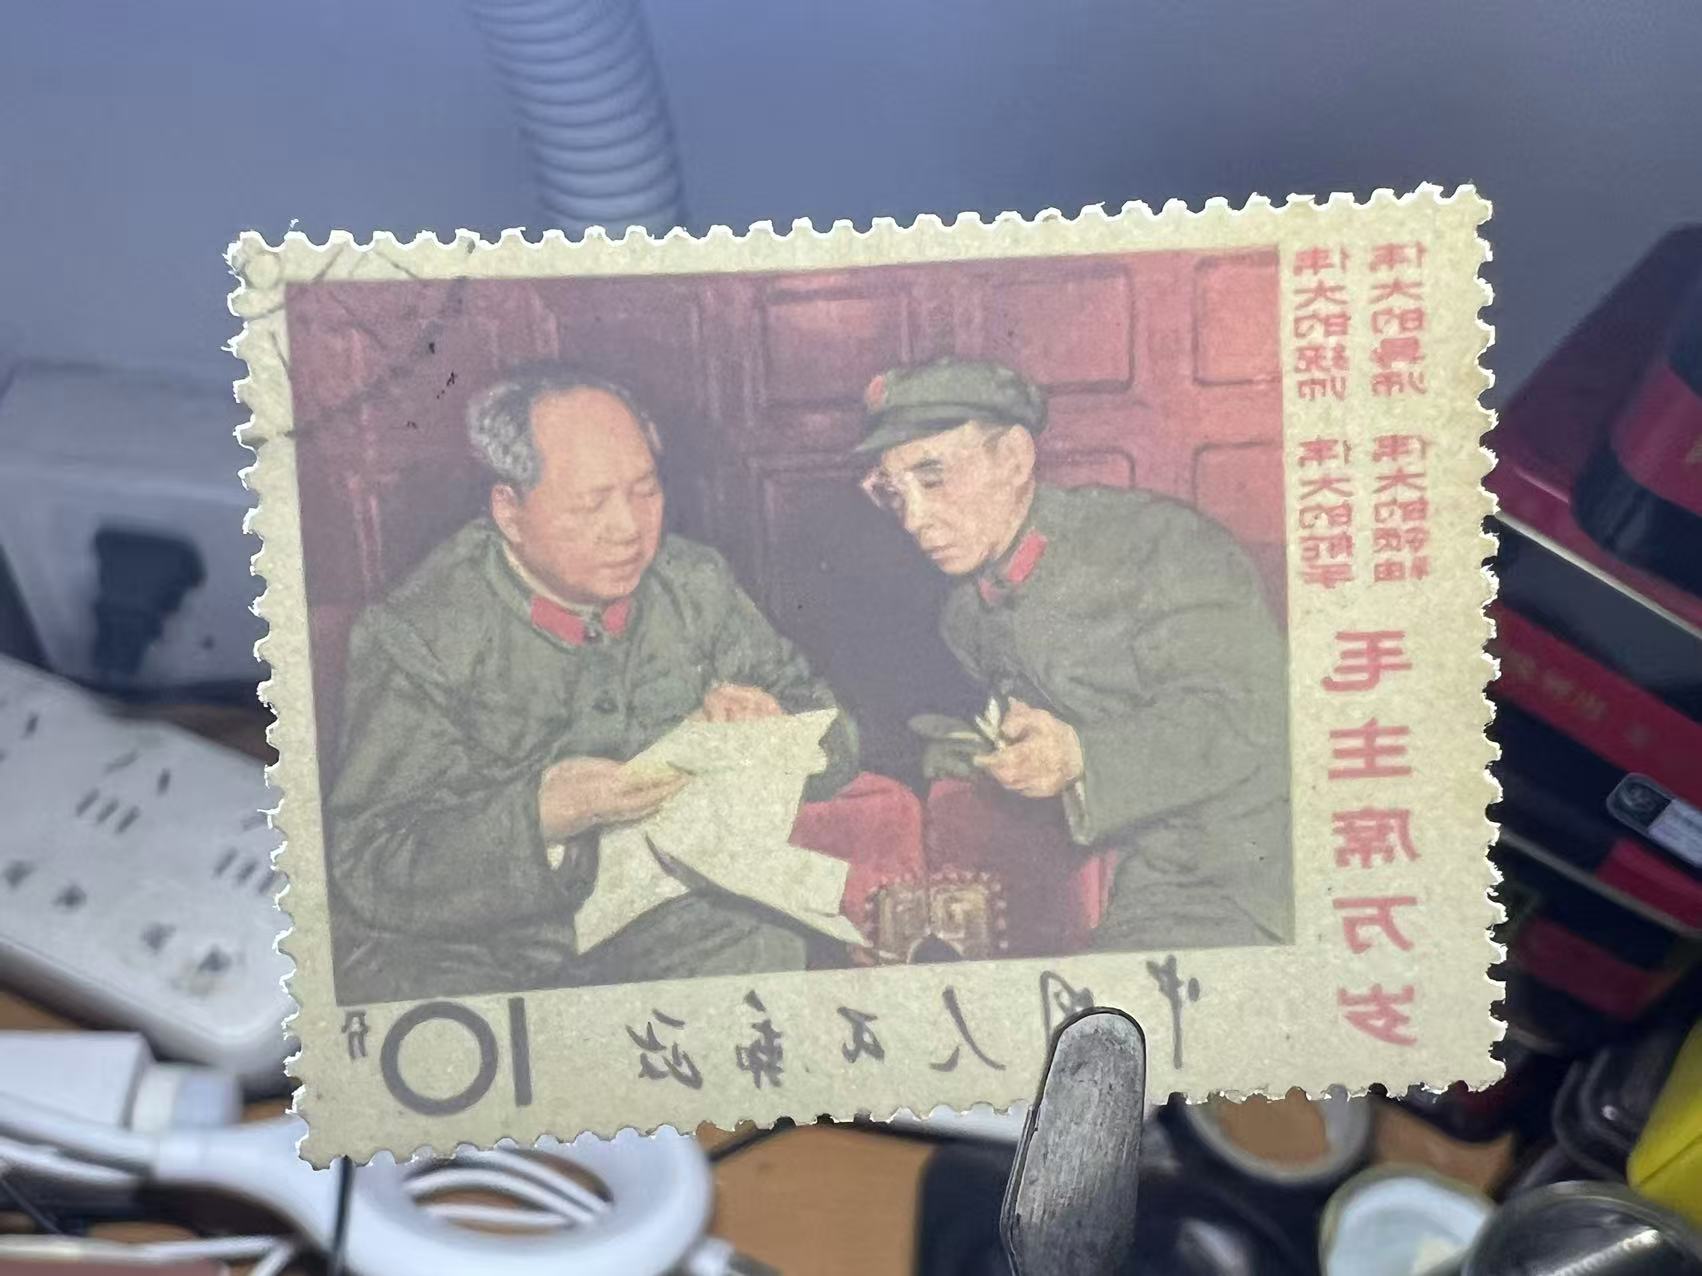 伟大的导师 伟大的领袖
伟大的统帅 伟大的舵手
毛主席万岁
中国人民邮政
10分